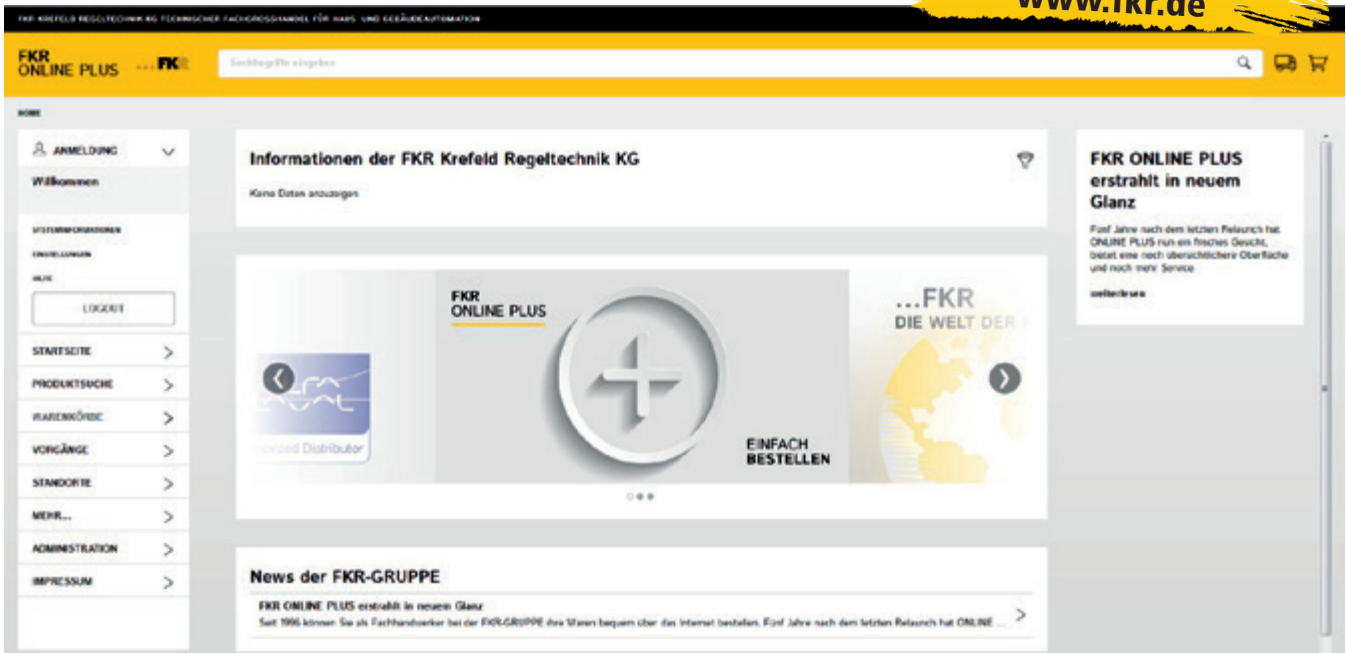 www.fkr.de
FKR KREFELD REGELTECHNIK KG TECHNISCHER FACHGROSSHANDEL FÜR HAUS- UND GEBÄUDEAUTOMATION
FKR
ONLINE PLUS
...FKR
Suchbegriffe eingeben
HOME
ANMELDUNG
Willkommen
SYSTEMINFORMATIONEN
EINSTELLUNGEN
HILFE
LOGOUT
STARTSEITE
PRODUKTSUCHE
WARENKÖRBE
VORGÄNGE
STANDORTE
MEHR...
ADMINISTRATION
IMPRESSUM
Informationen der FKR Krefeld Regeltechnik KG
Keine Daten anzuzeigen
ALFA
LAVAL
Distributor
FKR
ONLINE PLUS
EINFACH
BESTELLEN
...FKR
DIE WELT DER
News der FKR-GRUPPE
FKR ONLINE PLUS erstrahlt in neuem Glanz
Seit 1996 können Sie als Fachhandwerker bei der FKR-GRUPPE ihre Waren bequem über das Internet bestellen. Fünf Jahre nach dem letzten Relaunch hat ONLINE ...
FKR ONLINE PLUS
erstrahlt in neuem
Glanz
Fünf Jahre nach dem letzten Relaunch hat
ONLINE PLUS nun ein frisches Gesicht,
bietet eine noch übersichtlichere Oberfläche
und noch mehr Service.
weiterlesen